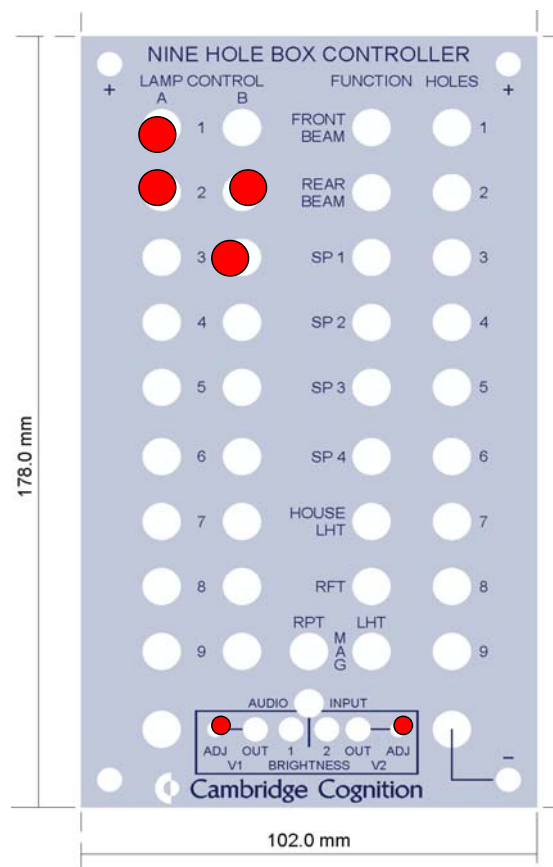 NINE HOLE BOX CONTROLLER
LAMP CONTROL FUNCTION HOLES
A B
+ +
1 FRONT BEAM 1
2 REAR BEAM 2
3 SP 1 3
4 SP 2 4
5 SP 3 5
6 SP 4 6
7 HOUSE LHT 7
8 RFT 8
RPT LHT
9 MAG 9
AUDIO INPUT
ADJ OUT 1 2 OUT ADJ
V1 BRIGHTNESS V2
-
Cambridge Cognition
178.0 mm
102.0 mm